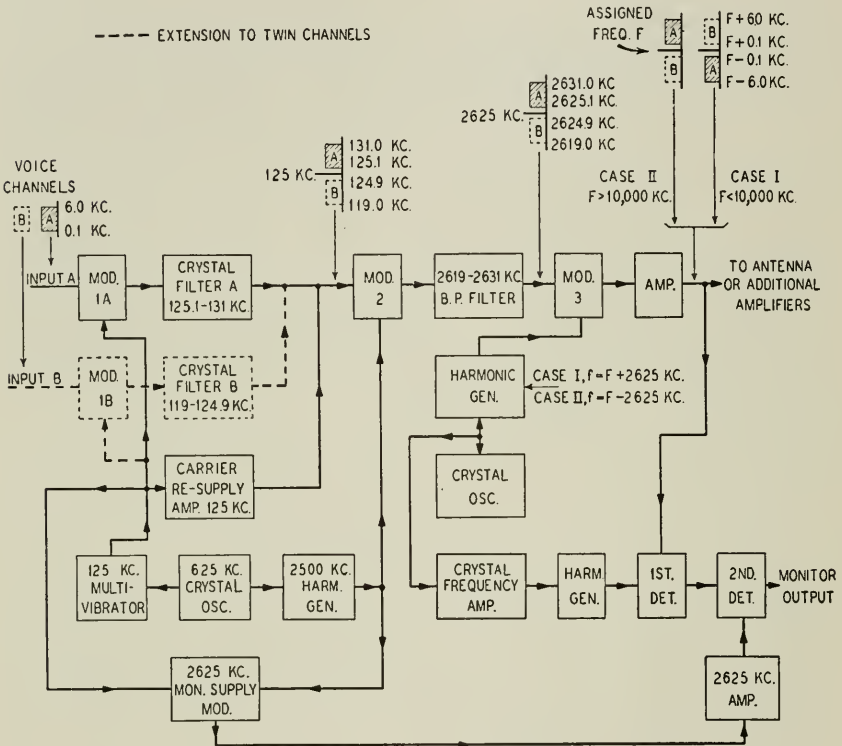 --- EXTENSION TO TWIN CHANNELS
ASSIGNED
FREQ. F
A
B
B
A
F+6.0 KC.
F+0.1 KC.
F-0.1 KC.
F-6.0 KC.
CASE II
F>10,000 KC.
CASE I
F<10,000 KC.
2625 KC.
A
B
2631.0 KC
2625.1 KC.
2624.9 KC
2619.0 KC
125 KC.
A
B
131.0 KC.
125.1 KC.
124.9 KC
119.0 KC.
VOICE
CHANNELS
B
A
6.0 KC.
0.1 KC.
INPUT A
MOD.
1A
CRYSTAL
FILTER A
125.1-131 KC.
MOD.
2
2619-2631 KC.
B.P. FILTER
MOD.
3
AMP.
TO ANTENNA
OR ADDITIONAL
AMPLIFIERS
INPUT B
MOD.
1B
CRYSTAL
FILTER B
119-124.9 KC.
HARMONIC
GEN.
CASE I, f=F+2625 KC.
CASE II, f=F-2625 KC.
CARRIER
RE-SUPPLY
AMP. 125 KC.
CRYSTAL
OSC.
125 KC.
MULTI-
VIBRATOR
625 KC.
CRYSTAL
OSC.
2500 KC.
HARM.
GEN.
CRYSTAL
FREQUENCY
AMP.
HARM.
GEN.
1ST.
DET.
2ND.
DET.
MONITOR
OUTPUT
2625 KC.
MON. SUPPLY
MOD.
2625 KC.
AMP.